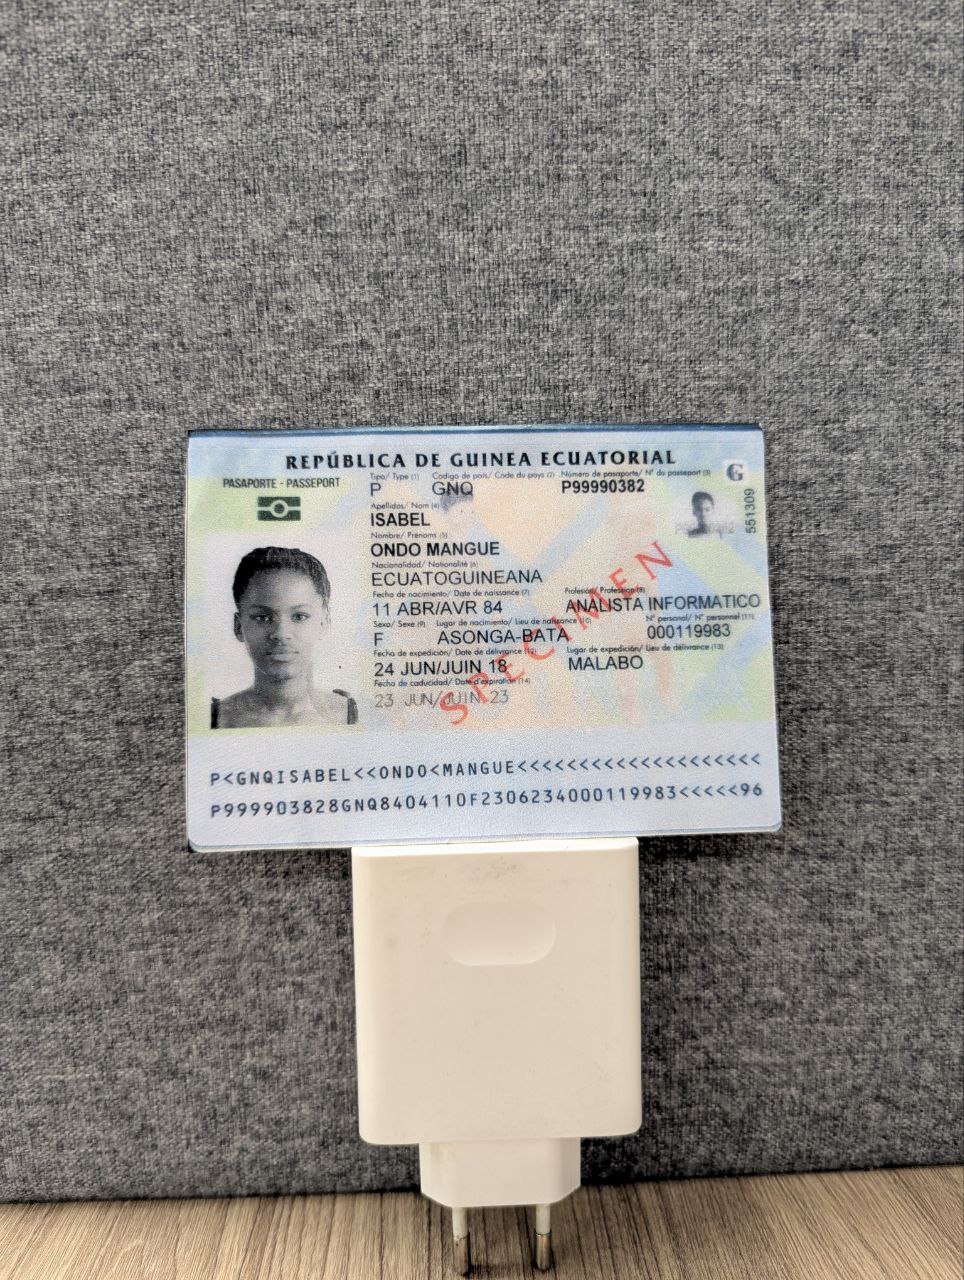 REPÚBLICA DE GUINEA ECUATORIAL
PASAPORTE - PASSEPORT
Tipo/ Type (1) Código de país/ Code du pays (2) Número de pasaporte/ N° du passeport (3)
P GNQ P99990382
Apellidos/ Nom (4)
ISABEL
Nombre/ Prénoms (5)
ONDO MANGUE
Nacionalidad/ Nationalité (6)
ECUATOGUINEANA
Fecha de nacimiento/ Date de naissance (7) Profesión/ Profession (8)
11 ABR/AVR 84 ANALISTA INFORMATICO
Sexo/ Sexe (9) Lugar de nacimiento/ Lieu de naissance (10) N° personal/ N° personnel (11)
F ASONGA-BATA 000119983
Fecha de expedición/ Date de délivrance (12) Lugar de expedición/ Lieu de délivrance (13)
24 JUN/JUIN 18 MALABO
Fecha de caducidad/ Date d'expiration (14)
23 JUN/JUIN 23
SPECIMEN
G
551309
P<GNQISABEL<<ONDO<MANGUE<<<<<<<<<<<<<<<<<<<<
P999903828GNQ8404110F2306234000119983<<<<<96